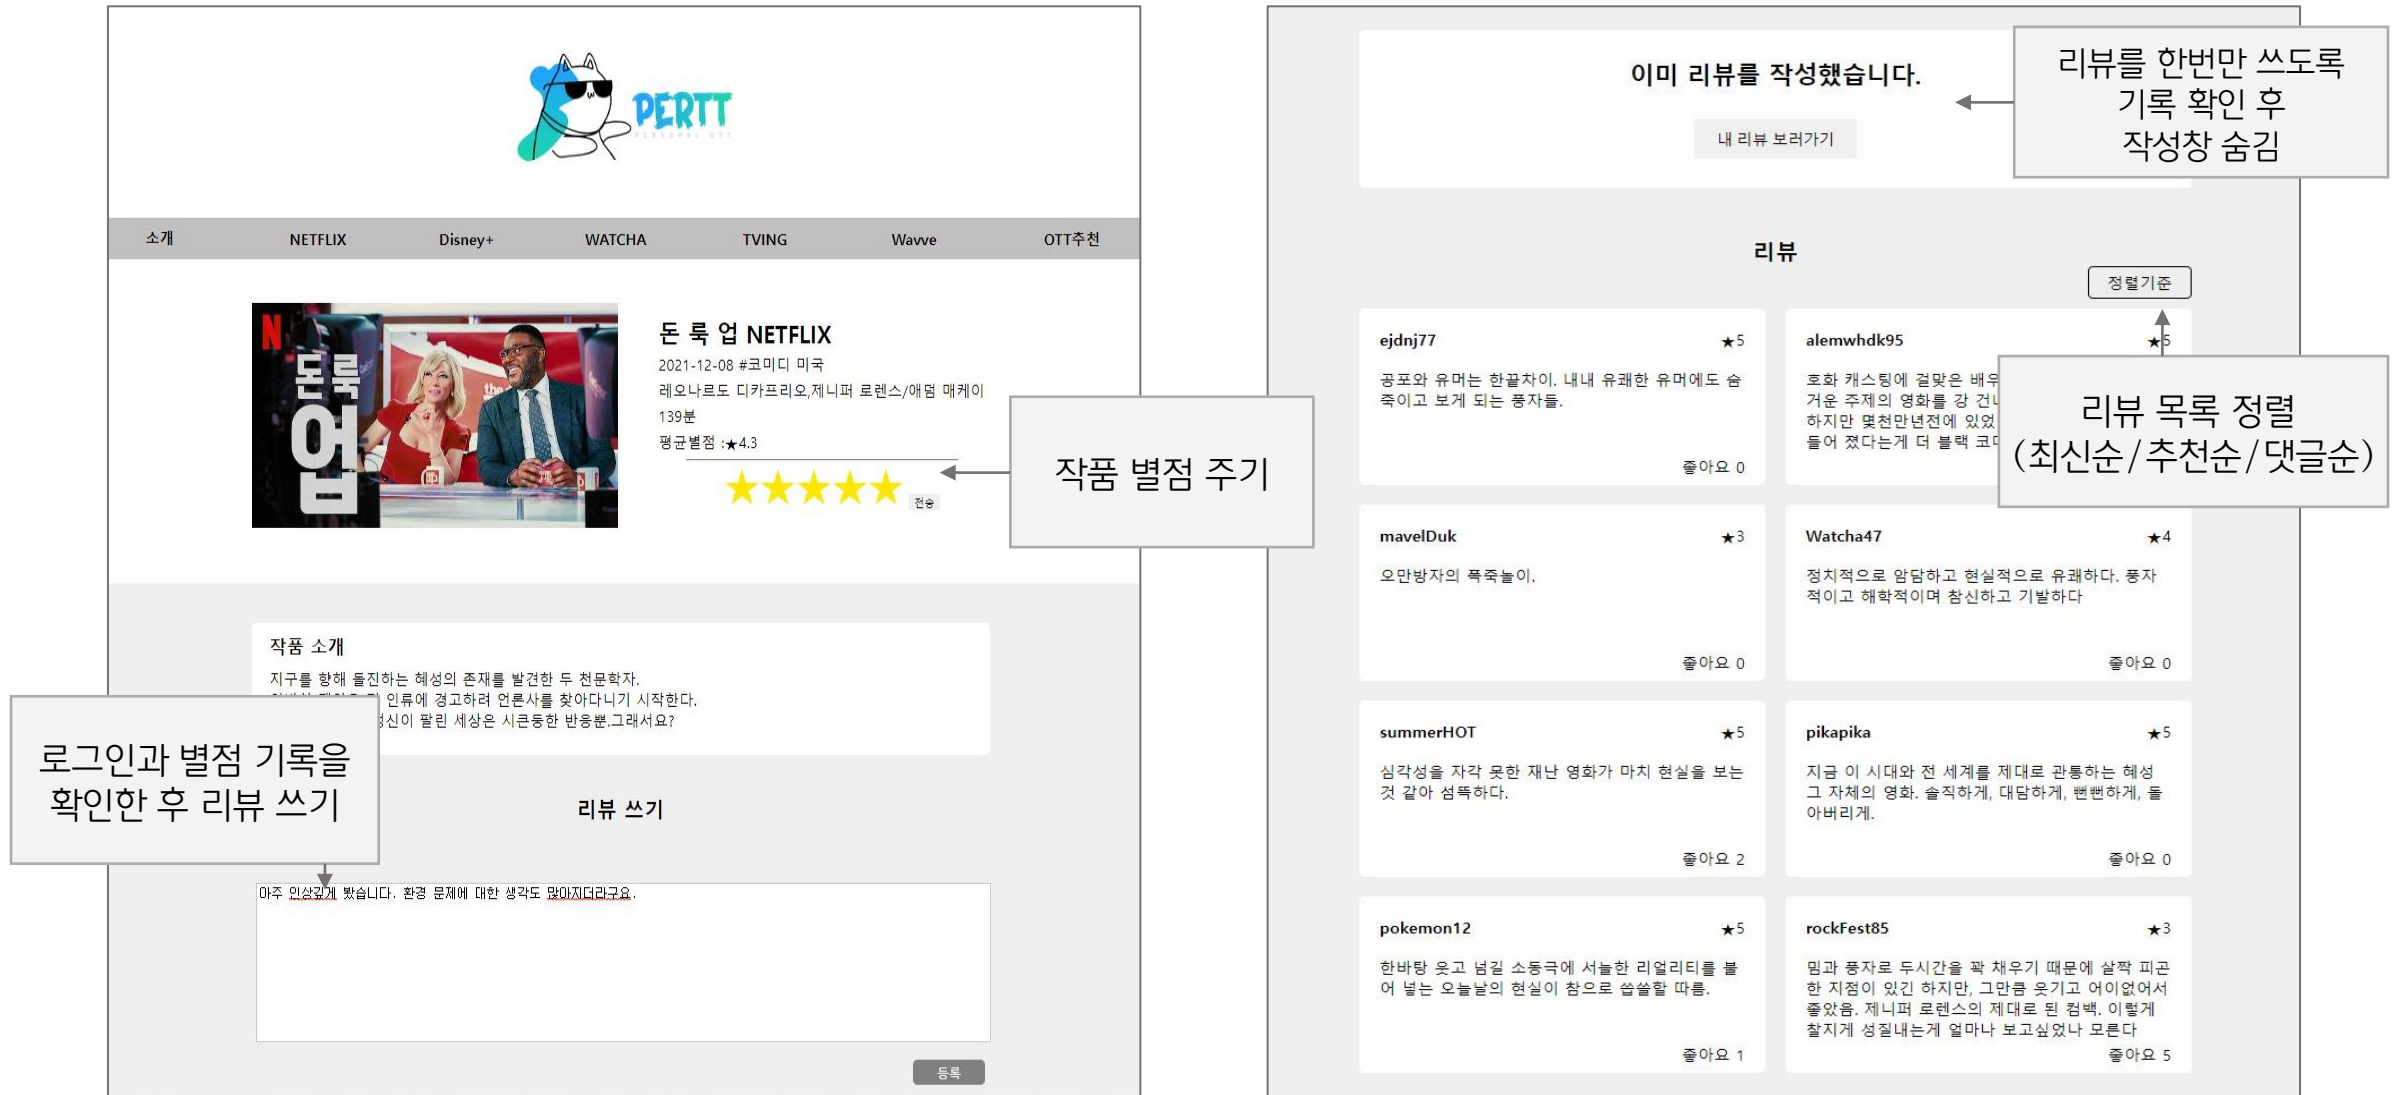 PERTT
PERSONAL OTT
소개 NETFLIX Disney+ WATCHA TVING Wavve OTT추천
N
돈룩
업
돈 룩 업 NETFLIX
2021-12-08 #코미디 미국
레오나르도 디카프리오,제니퍼 로렌스/애덤 매케이
139분
평균별점 :★4.3
★★★★★ 전송
작품 별점 주기
작품 소개
지구를 향해 돌진하는 혜성의 존재를 발견한 두 천문학자.
인류에 경고하려 언론사를 찾아다니기 시작한다.
팔린 세상은 시큰둥한 반응뿐.그래서요?
로그인과 별점 기록을
확인한 후 리뷰 쓰기
리뷰 쓰기
아주 인상깊게 봤습니다. 환경 문제에 대한 생각도 많아지더라구요.
등록
이미 리뷰를 작성했습니다.
내 리뷰 보러가기
리뷰를 한번만 쓰도록
기록 확인 후
작성창 숨김
리뷰
정렬기준
리뷰 목록 정렬
(최신순/추천순/댓글순)
ejdnj77 ★5
공포와 유머는 한끝차이. 내내 유쾌한 유머에도 숨
죽이고 보게 되는 풍자들.
좋아요 0
alemwhdk95 ★5
호화 캐스팅에 걸맞은 배우
거운 주제의 영화를 강 건너
하지만 몇천만년전에 있었
들어 졌다는게 더 블랙 코미
mavelDuk ★3
오만방자의 폭죽놀이.
좋아요 0
Watcha47 ★4
정치적으로 암담하고 현실적으로 유쾌하다. 풍자
적이고 해학적이며 참신하고 기발하다
좋아요 0
summerHOT ★5
심각성을 자각 못한 재난 영화가 마치 현실을 보는
것 같아 섬뜩하다.
좋아요 2
pikapika ★5
지금 이 시대와 전 세계를 제대로 관통하는 혜성
그 자체의 영화. 솔직하게, 대담하게, 뻔뻔하게, 돌
아버리게.
좋아요 0
pokemon12 ★5
한바탕 웃고 넘길 소동극에 서늘한 리얼리티를 불
어 넣는 오늘날의 현실이 참으로 씁쓸할 따름.
좋아요 1
rockFest85 ★3
밈과 풍자로 두시간을 꽉 채우기 때문에 살짝 피곤
한 지점이 있긴 하지만, 그만큼 웃기고 어이없어서
좋았음. 제니퍼 로렌스의 제대로 된 컴백. 이렇게
찰지게 성질내는게 얼마나 보고싶었나 모른다
좋아요 5